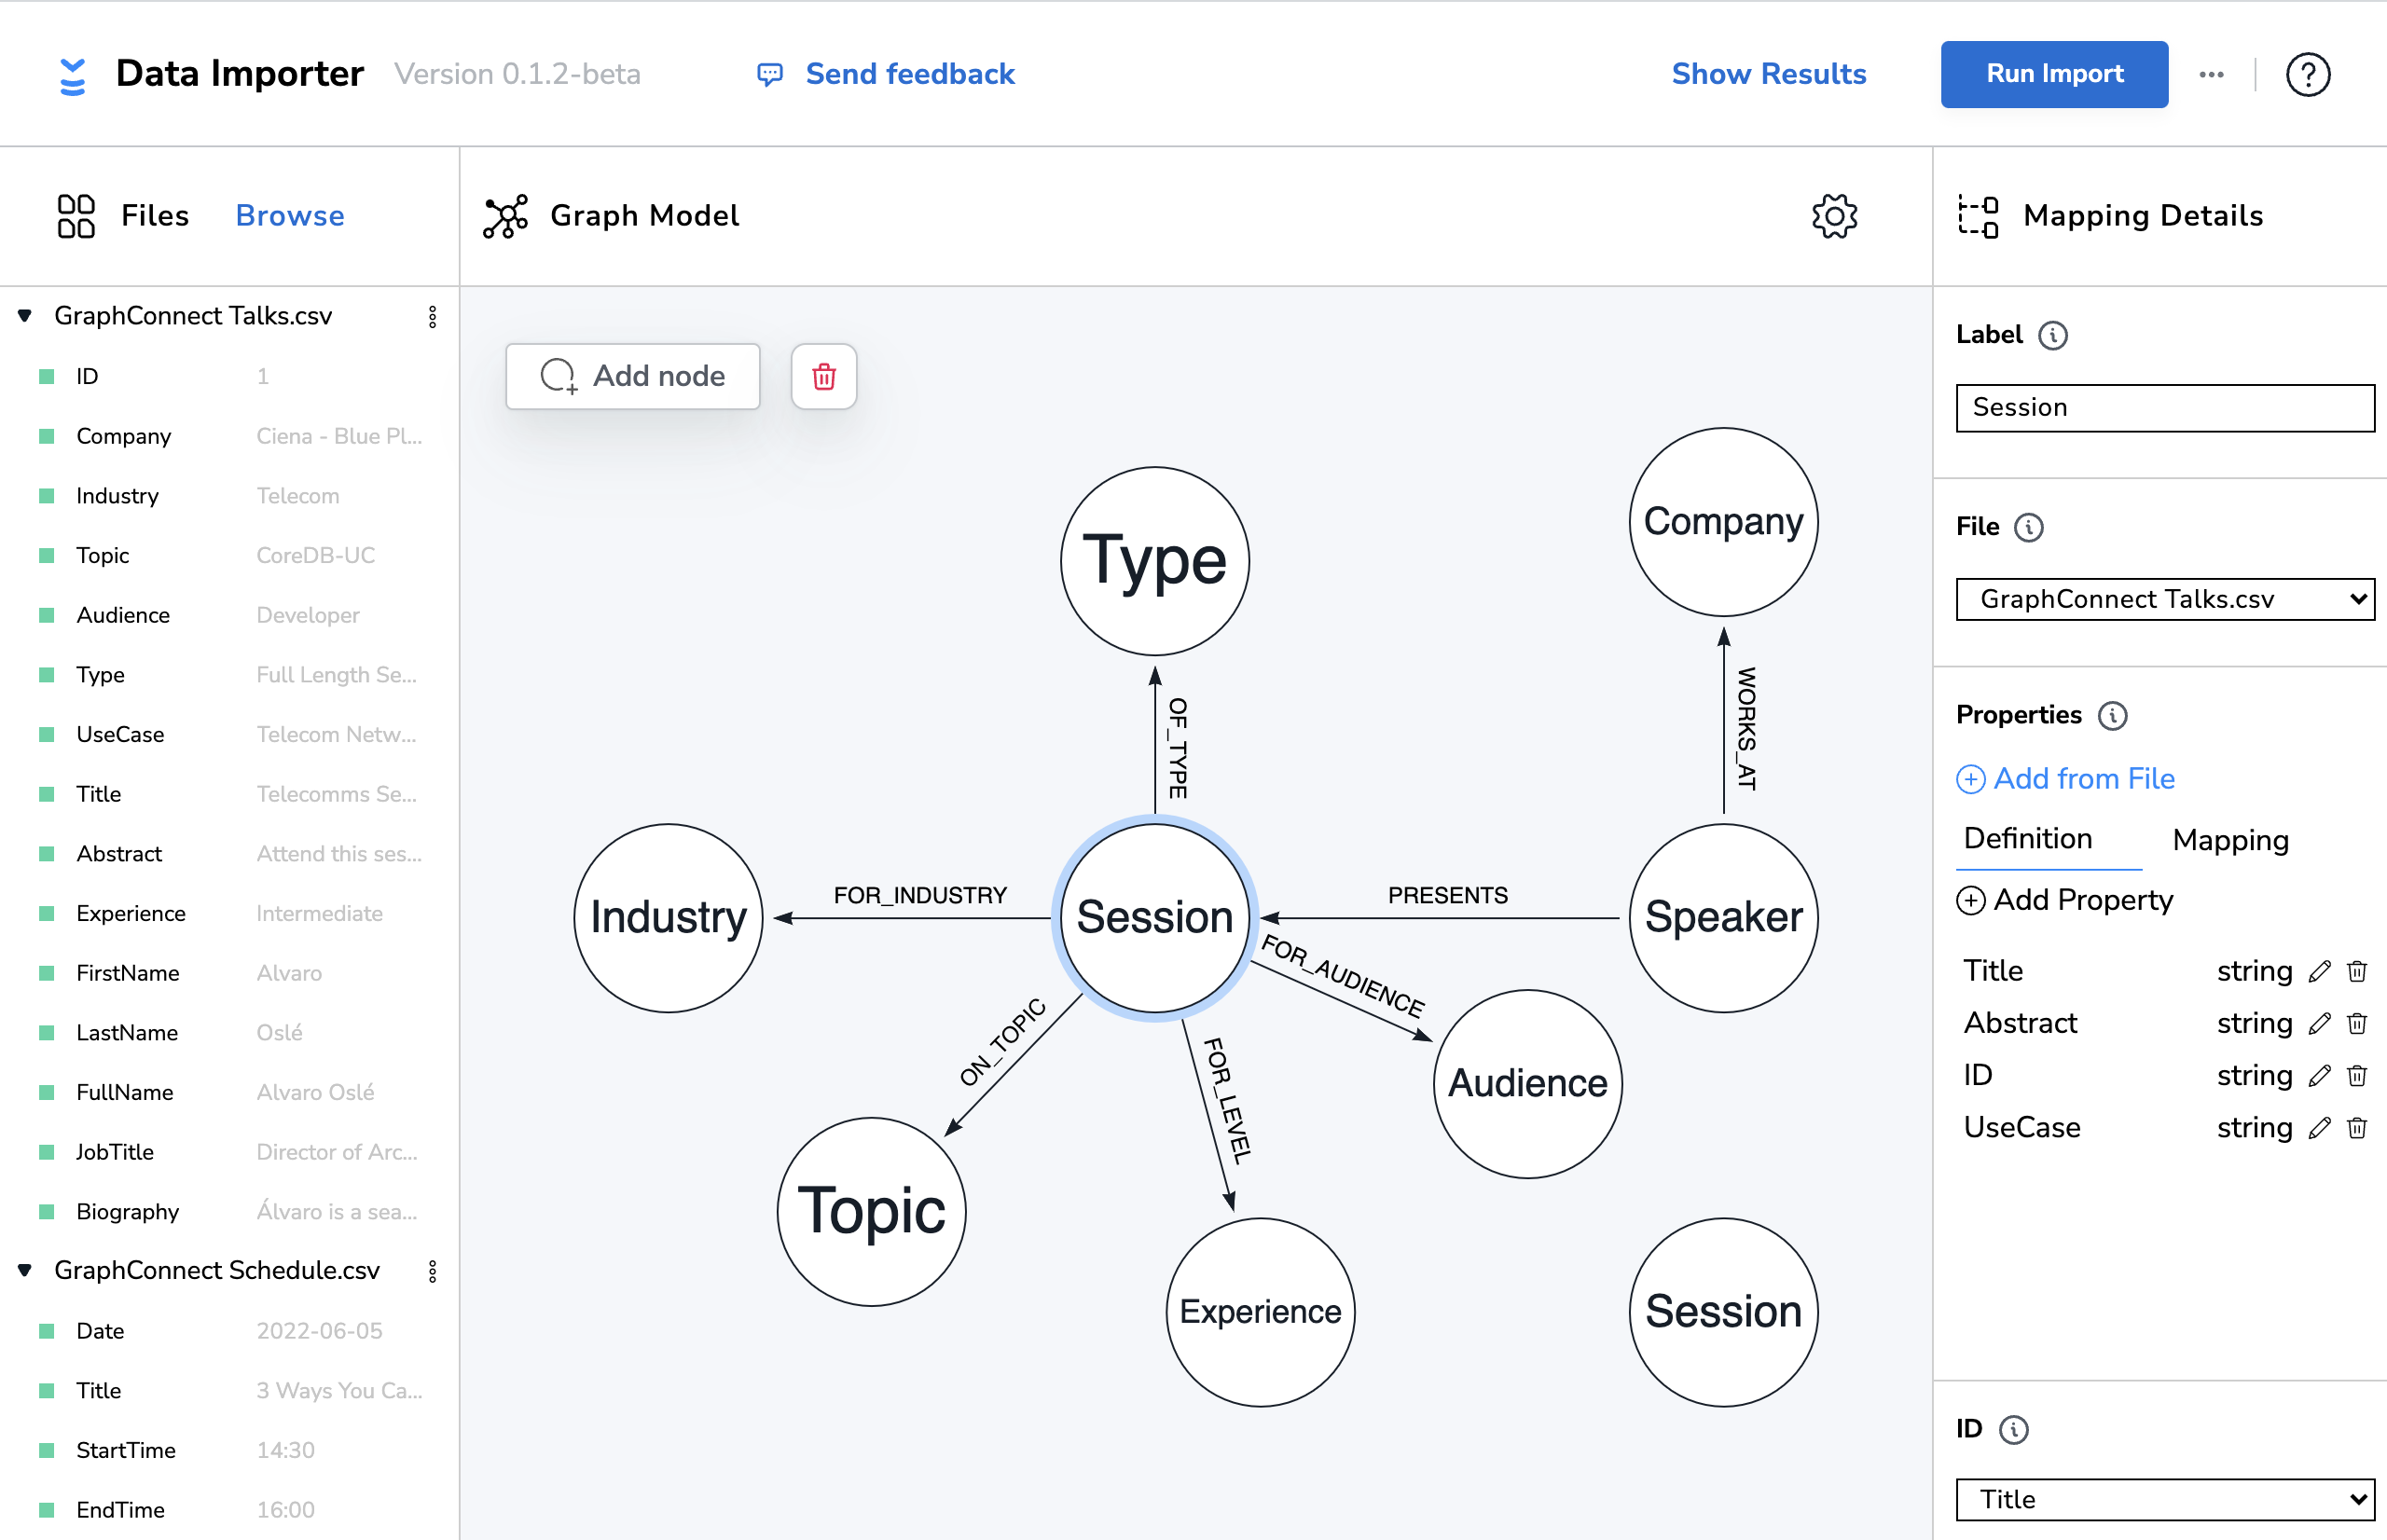 Data Importer Version 0.1.2-beta Send feedback Show Results Run Import
Files Browse
GraphConnect Talks.csv
ID 1
Company Ciena - Blue Pl...
Industry Telecom
Topic CoreDB-UC
Audience Developer
Type Full Length Se...
UseCase Telecom Netw...
Title Telecomms Se...
Abstract Attend this ses...
Experience Intermediate
FirstName Alvaro
LastName Oslé
FullName Alvaro Oslé
JobTitle Director of Arc...
Biography Álvaro is a sea...
GraphConnect Schedule.csv
Date 2022-06-05
Title 3 Ways You Ca...
StartTime 14:30
EndTime 16:00
Graph Model
Add node
Type
Company
OF_TYPE
WORKS_AT
Industry
FOR_INDUSTRY
Session
PRESENTS
Speaker
FOR_AUDIENCE
ON_TOPIC
FOR_LEVEL
Audience
Topic
Experience
Session
Mapping Details
Label
Session
File
GraphConnect Talks.csv
Properties
Add from File
Definition Mapping
Add Property
Title string
Abstract string
ID string
UseCase string
ID
Title